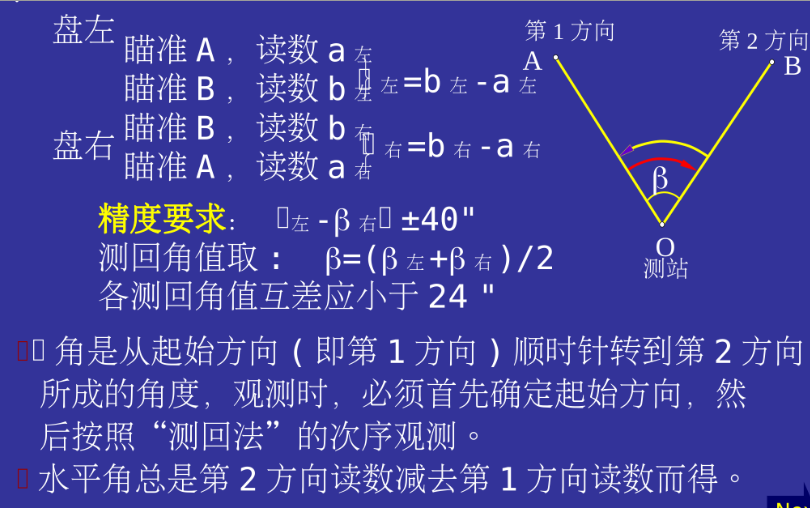 盘左
瞄准 A ，读数 a 左
瞄准 B ，读数 b 左
左 =b 左 -a 左
盘右
瞄准 B ，读数 b 右
瞄准 A ，读数 a 右
右 =b 右 -a 右
精度要求： 左 -β 右 ±40"
测回角值取： β=(β 左 +β 右 )/2
各测回角值互差应小于 24 "
角是从起始方向 ( 即第 1 方向 ) 顺时针转到第 2 方向
所成的角度，观测时，必须首先确定起始方向，然
后按照“测回法”的次序观测。
水平角总是第 2 方向读数减去第 1 方向读数而得。
第 1 方向
A
第 2 方向
B
β
O
测站